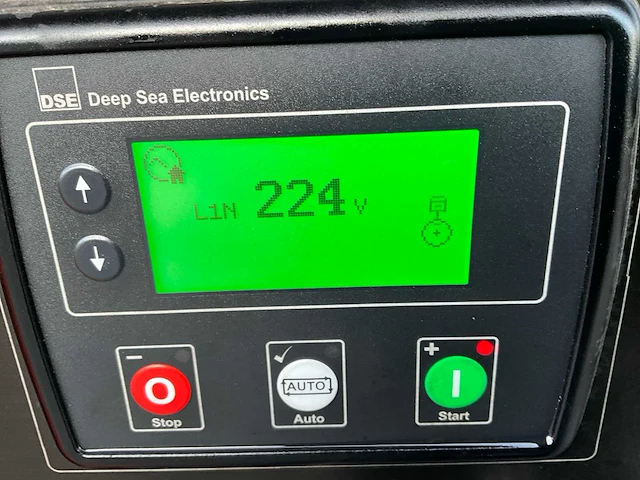 DSE Deep Sea Electronics
L1N 224 V
− ✓ +
O AUTO I
Stop Auto Start